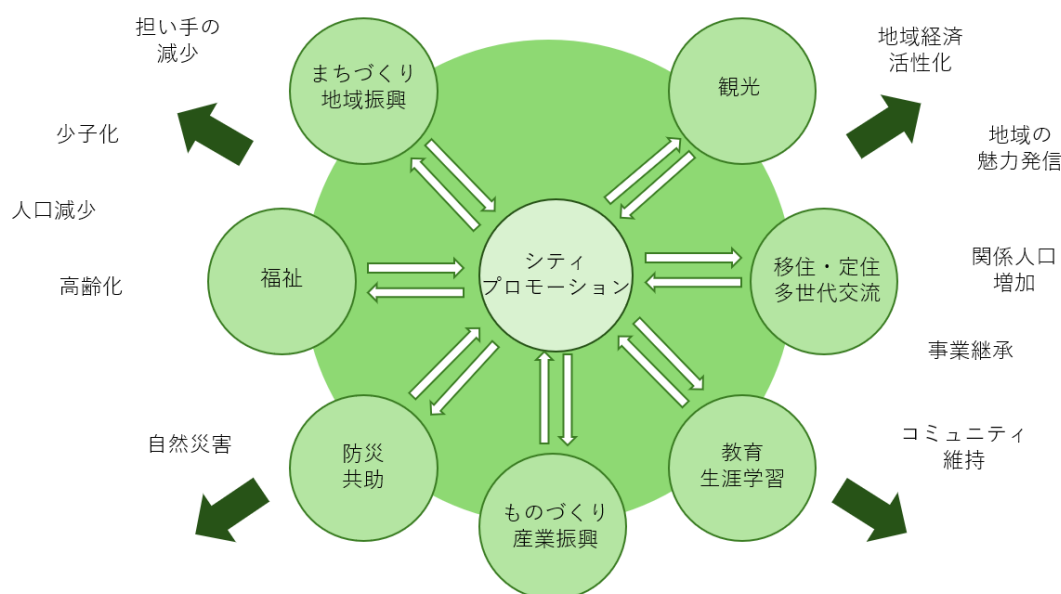 担い手の
減少
少子化
人口減少
高齢化
自然災害
まちづくり
地域振興
観光
福祉
シティ
プロモーション
移住・定住
多世代交流
防災
共助
ものづくり
産業振興
教育
生涯学習
地域経済
活性化
地域の
魅力発信
関係人口
増加
事業継承
コミュニティ
維持